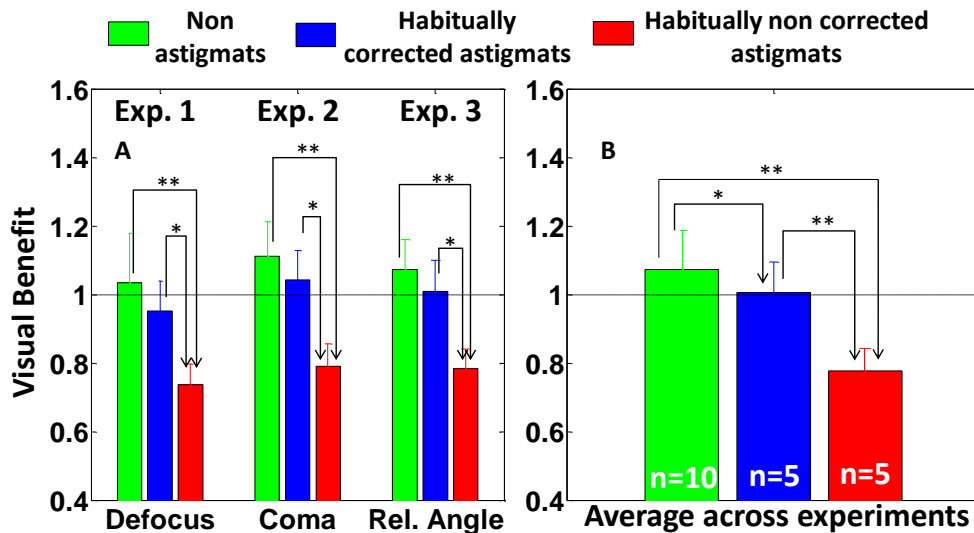 Non
astigmats
Habitually
corrected astigmats
Habitually non corrected
astigmats
Visual Benefit
1.6
1.4
1.2
1
0.8
0.6
0.4
Exp. 1
Exp. 2
Exp. 3
A
**
*
**
*
**
*
Defocus
Coma
Rel. Angle
1.6
1.4
1.2
1
0.8
0.6
0.4
B
**
*
**
n=10
n=5
n=5
Average across experiments